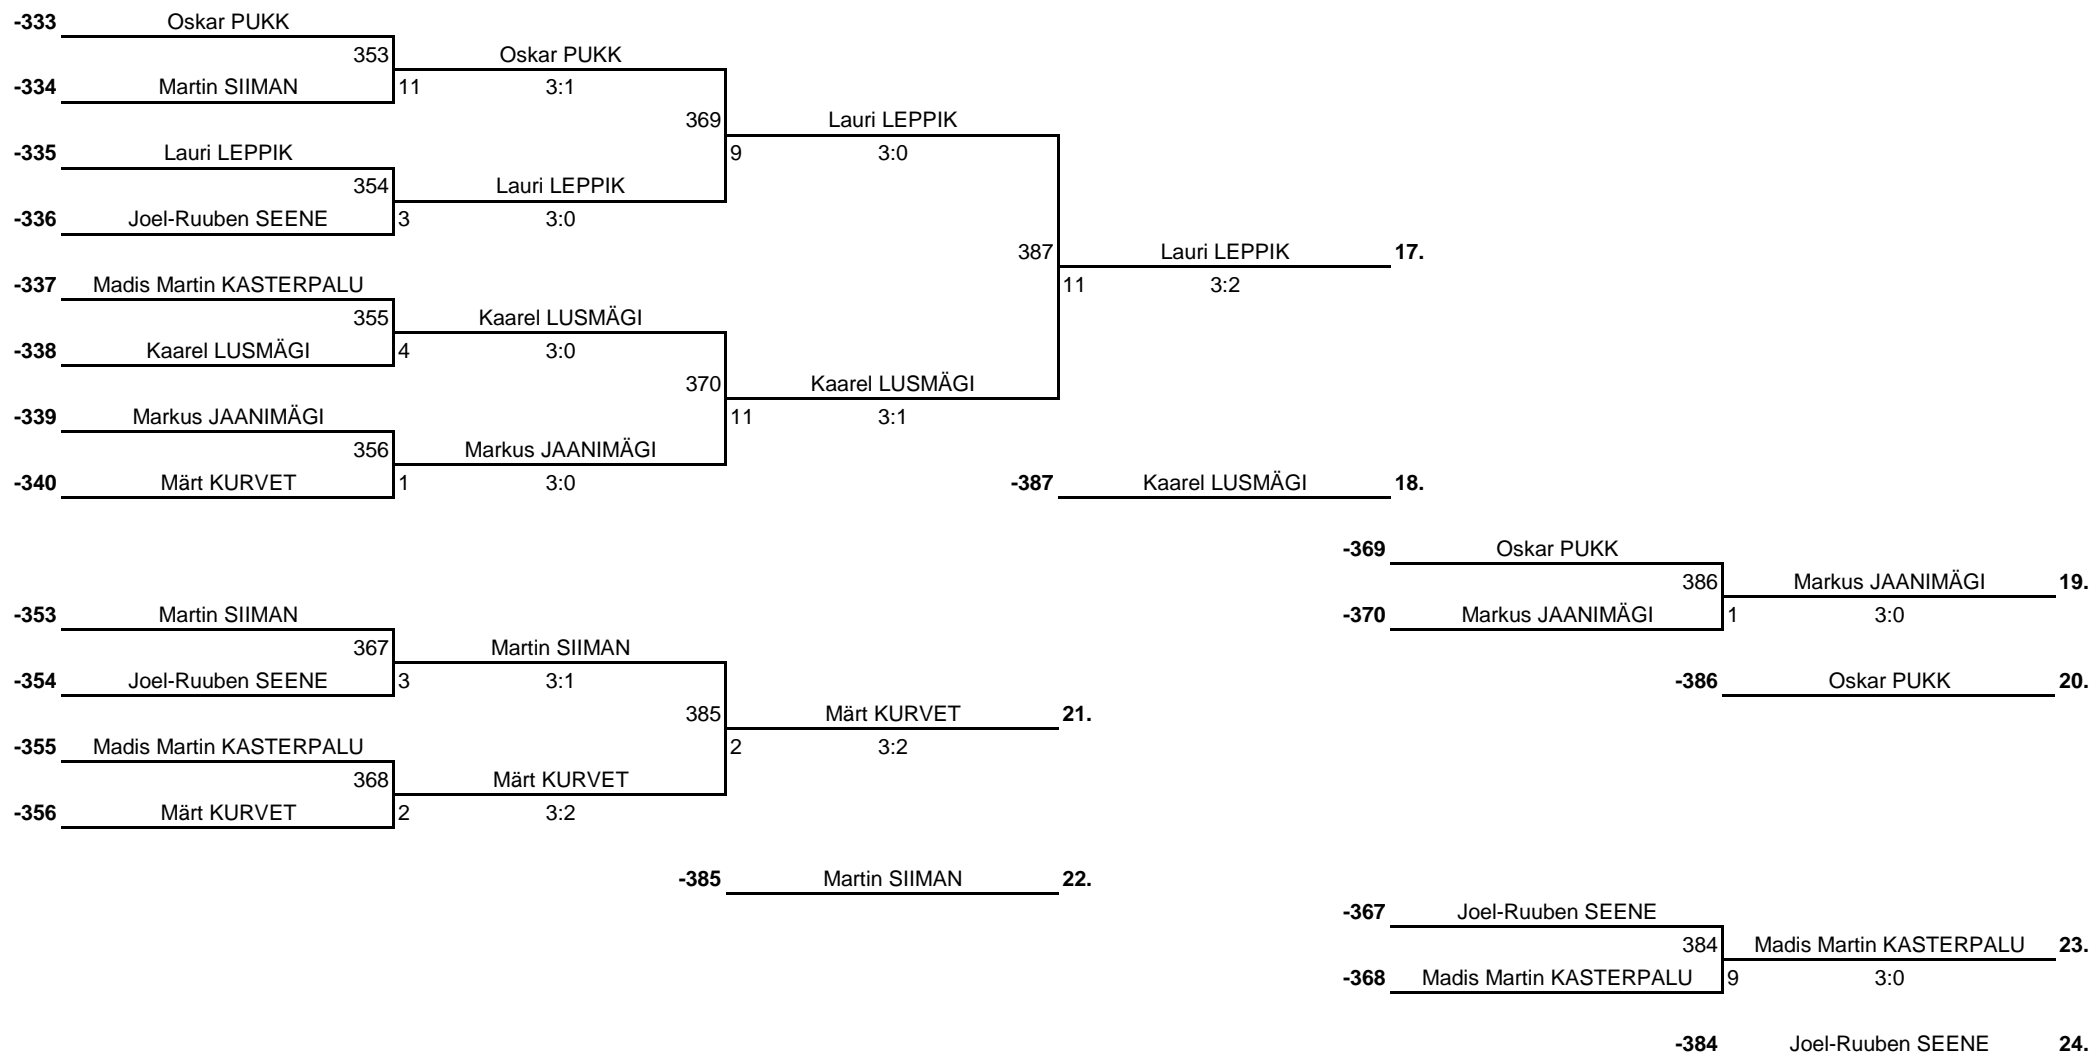 -333 Oskar PUKK
353 Oskar PUKK
-334 Martin SIIMAN 11 3:1
369 Lauri LEPPIK
-335 Lauri LEPPIK 9 3:0
354 Lauri LEPPIK
-336 Joel-Ruuben SEENE 3 3:0
387 Lauri LEPPIK 17.
-337 Madis Martin KASTERPALU 11 3:2
355 Kaarel LUSMÄGI
-338 Kaarel LUSMÄGI 4 3:0
370 Kaarel LUSMÄGI
-339 Markus JAANIMÄGI 11 3:1
356 Markus JAANIMÄGI
-340 Märt KURVET 1 3:0 -387 Kaarel LUSMÄGI 18.
-369 Oskar PUKK
386 Markus JAANIMÄGI 19.
-353 Martin SIIMAN -370 Markus JAANIMÄGI 1 3:0
367 Martin SIIMAN
-354 Joel-Ruuben SEENE 3 3:1 -386 Oskar PUKK 20.
385 Märt KURVET 21.
-355 Madis Martin KASTERPALU 2 3:2
368 Märt KURVET
-356 Märt KURVET 2 3:2
-385 Martin SIIMAN 22.
-367 Joel-Ruuben SEENE
384 Madis Martin KASTERPALU 23.
-368 Madis Martin KASTERPALU 9 3:0
-384 Joel-Ruuben SEENE 24.